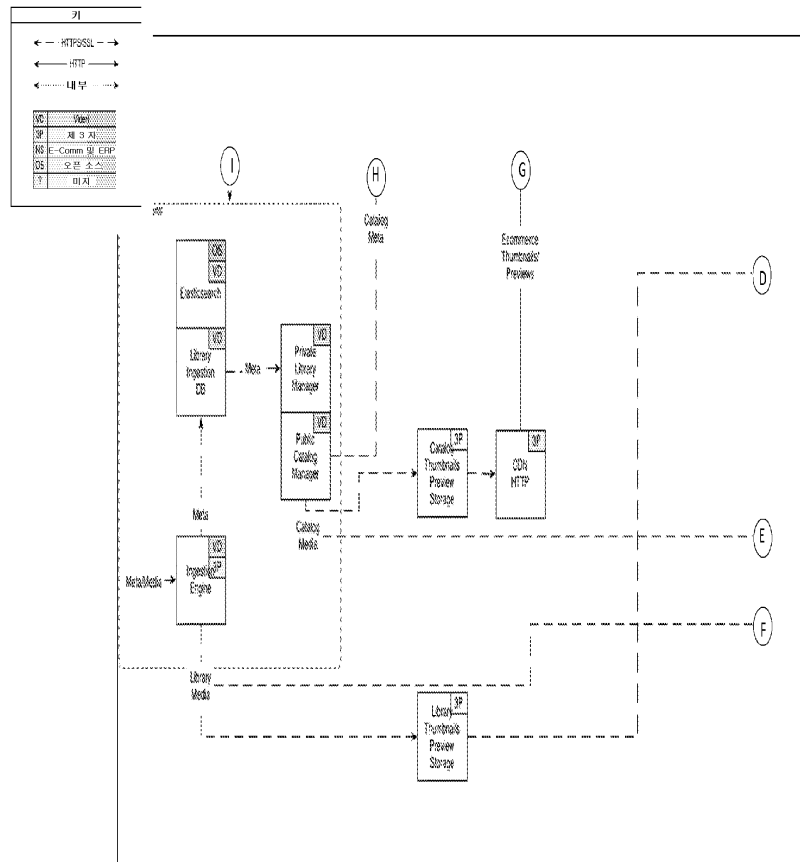 키
HTTPS/SSL
HTTP
내부
VD Videri
3P 제 3 자
NS E-Comm 및 ERP
OS 오픈 소스
? 미지
I
H
G
Catalog
Meta
Ecommerce
Thumbnails/
Previews
D
OS
VD
Elasticsearch
VD
Library
Ingestion
DB
Meta
VD
Private
Library
Manager
VD
Public
Catalog
Manager
3P
Catalog
Thumbnails
Preview
Storage
3P
CDN
HTTP
Meta
Catalog
Media
E
VD
3P
Ingestion
Engine
Meta/Media
F
Library
Media
3P
Library
Thumbnails
Preview
Storage